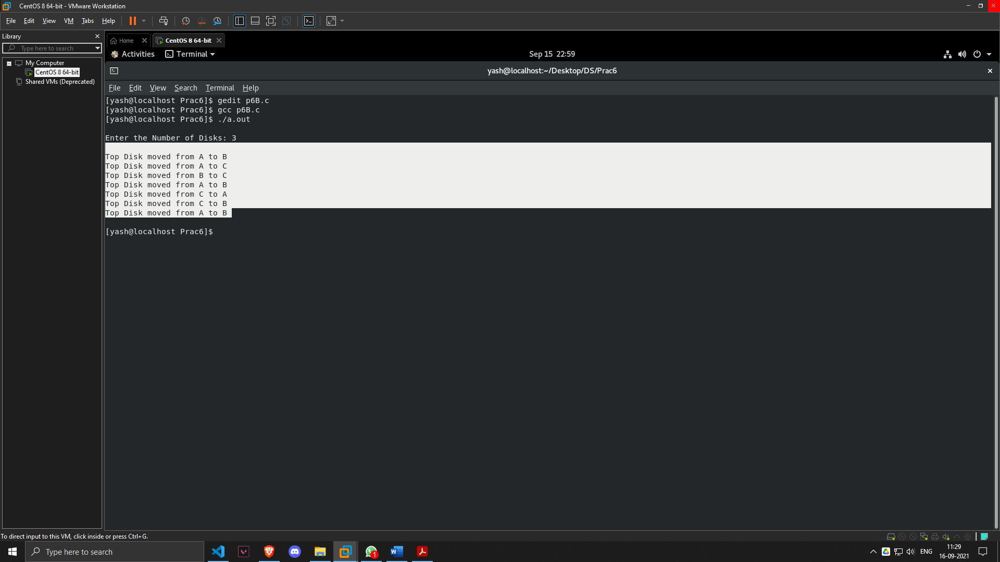 CentOS 8 64-bit - VMware Workstation
File Edit View VM Tabs Help
Library
Type here to search
My Computer
CentOS 8 64-bit
Shared VMs (Deprecated)
Home
CentOS 8 64-bit
Activities Terminal Sep 15 22:59
yash@localhost:~/Desktop/DS/Prac6
File Edit View Search Terminal Help
[yash@localhost Prac6]$ gedit p6B.c
[yash@localhost Prac6]$ gcc p6B.c
[yash@localhost Prac6]$ ./a.out
Enter the Number of Disks: 3
Top Disk moved from A to B
Top Disk moved from A to C
Top Disk moved from B to C
Top Disk moved from A to B
Top Disk moved from C to A
Top Disk moved from C to B
Top Disk moved from A to B
[yash@localhost Prac6]$
To direct input to this VM, click inside or press Ctrl+G.
Type here to search
1
ENG
11:29
16-09-2021